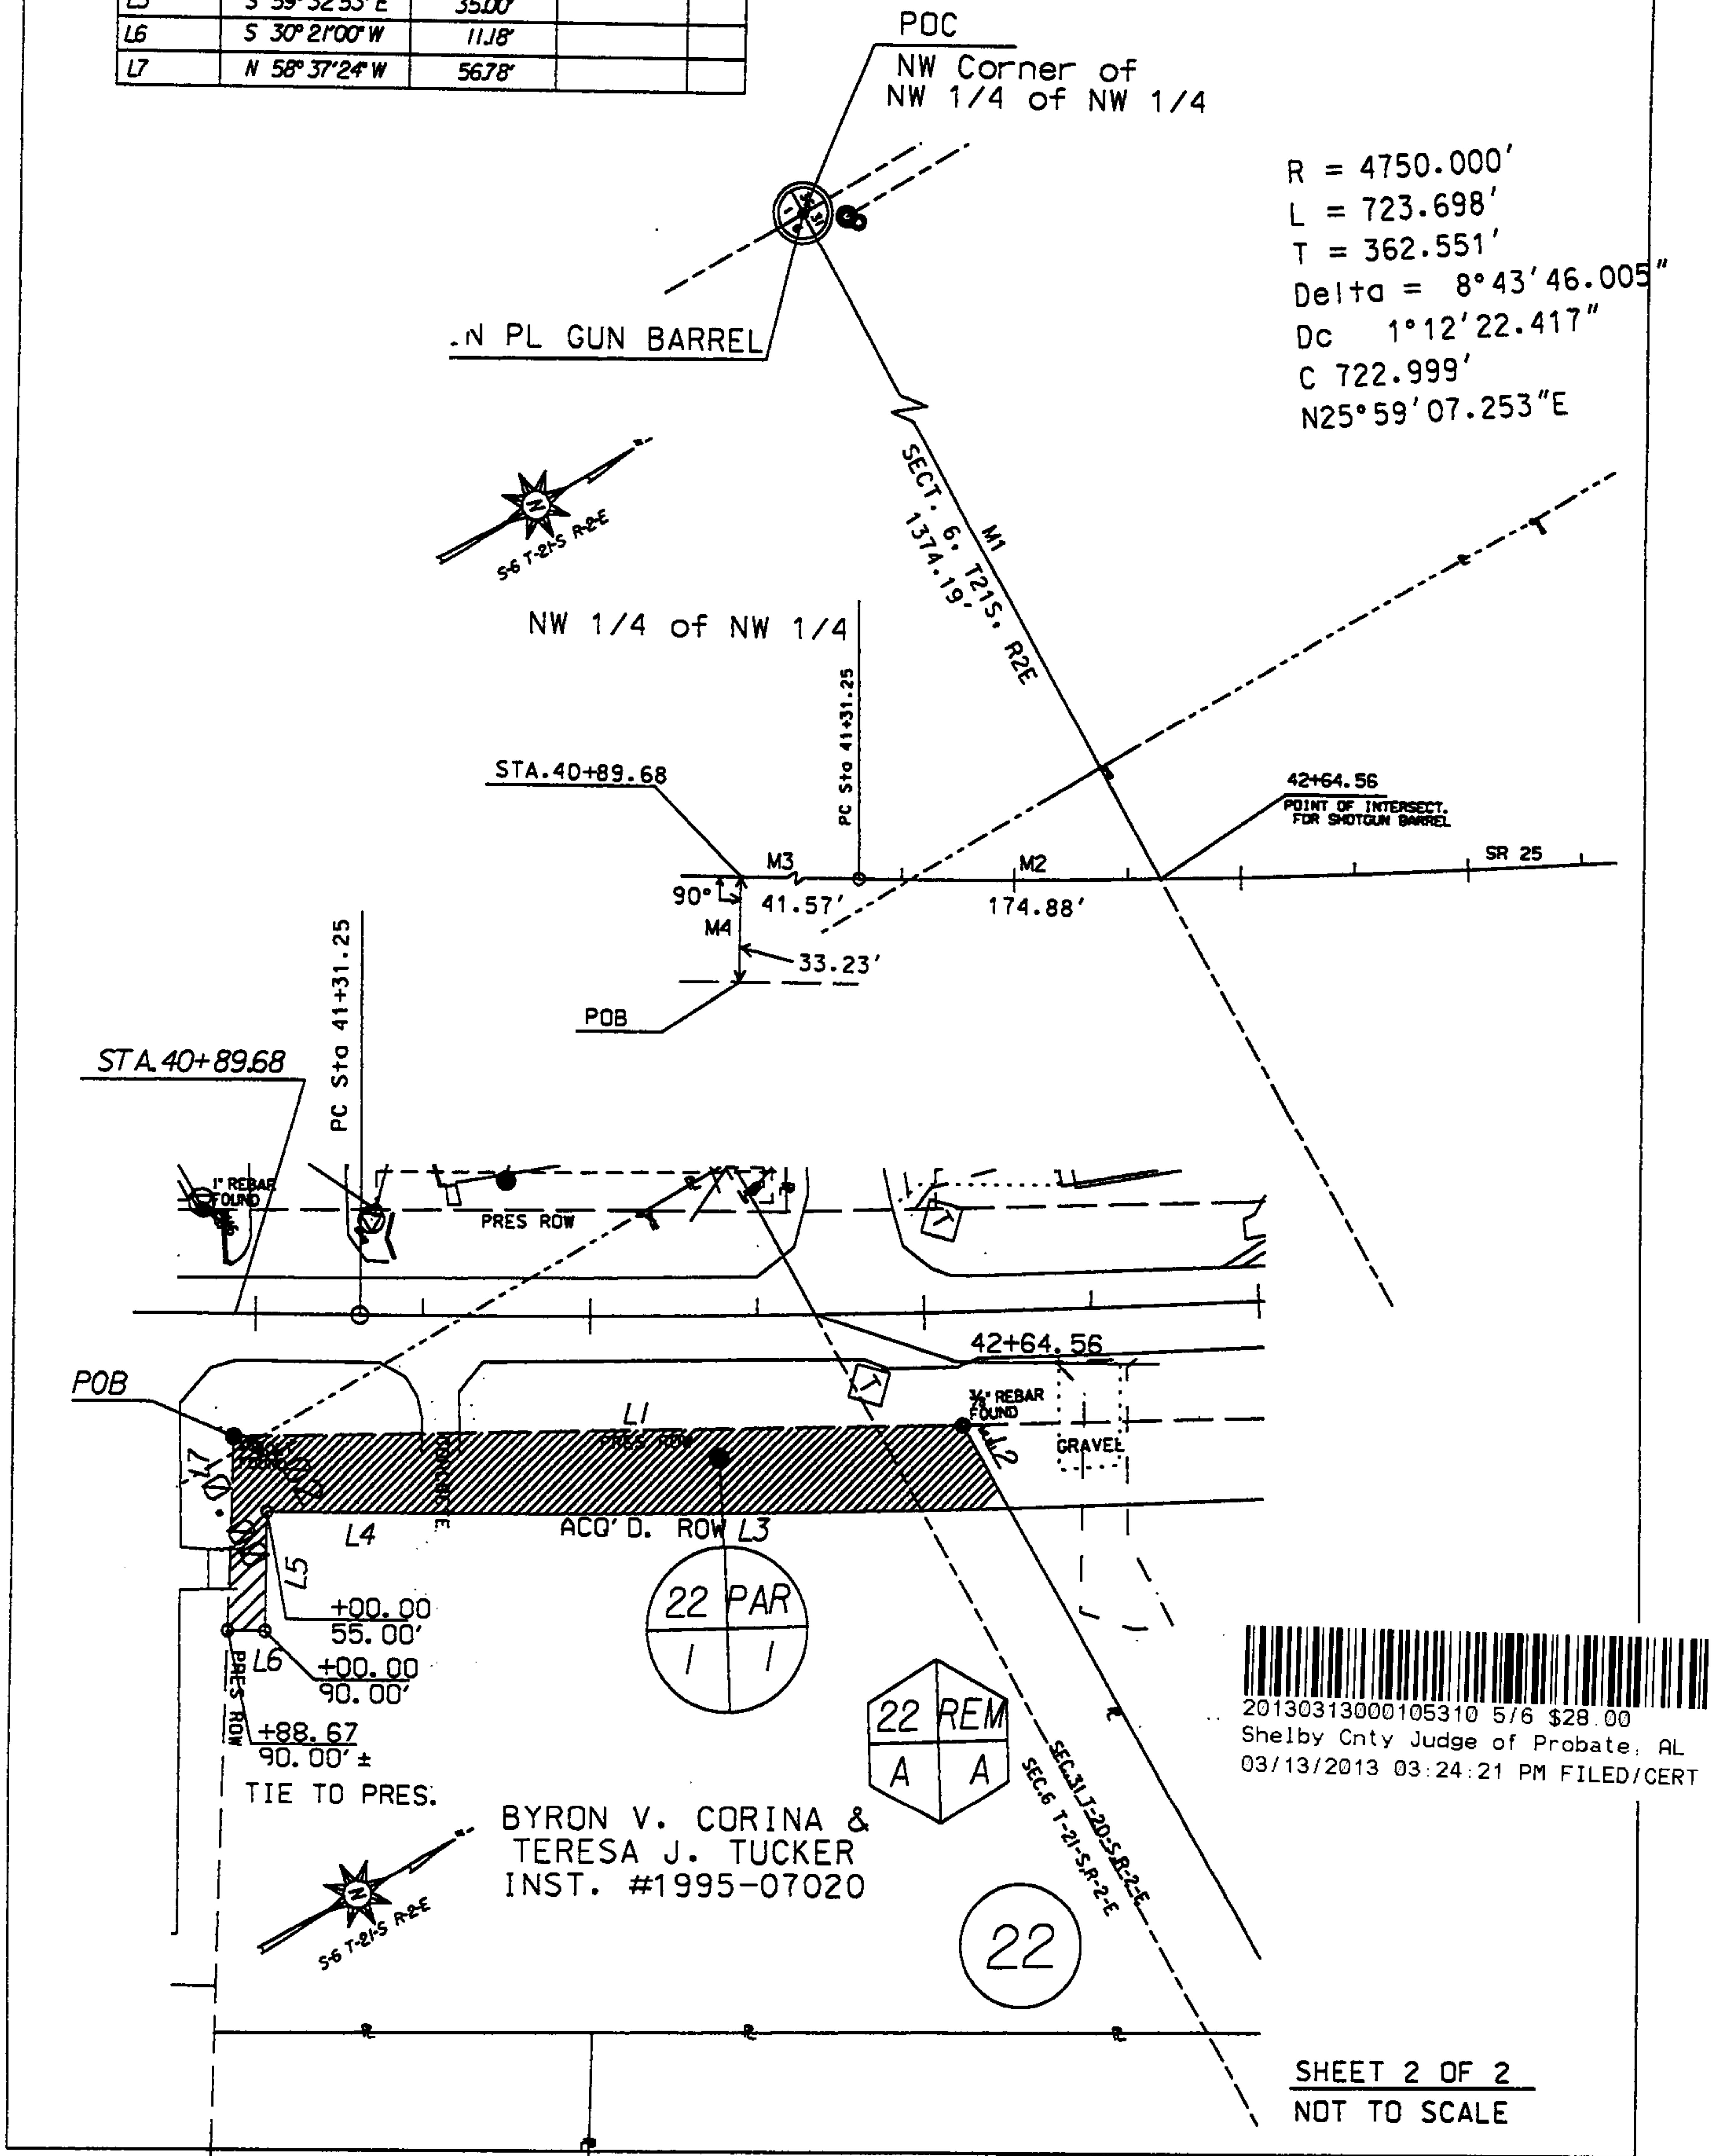 L5 S 59° 32'53" E 35.00'
L6 S 30° 21'00" W 11.18'
L7 N 58° 37'24" W 56.78'
POC
NW Corner of
NW 1/4 of NW 1/4
R = 4750.000'
L = 723.698'
T = 362.551'
Delta = 8°43'46.005"
Dc 1°12'22.417"
C 722.999'
N25°59'07.253"E
36 31
1 6
.N PL GUN BARREL
N
S-6 T-21-S R-2-E
M1
SECT. 6, T21S, R2E
1374.19'
NW 1/4 of NW 1/4
PC Sta 41+31.25
STA.40+89.68
42+64.56
POINT OF INTERSECT.
FOR SHOTGUN BARREL
M3
M2
SR 25
90°
41.57'
174.88'
M4
33.23'
POB
PC Sta 41+31.25
STA.40+89.68
1" REBAR
FOUND
PRES ROW
T
T
42+64.56
POB
L1
PRES ROW
REBAR
FOUND
L2
GRAVEL
L7
L4
ACQ'D. ROW L3
L5
+00.00
55.00'
22 PAR
1 1
L6
+00.00
90.00'
PRES ROW
+88.67
90.00' ±
TIE TO PRES.
22 REM
A A
SEC.31,T-20-S,R-2-E
SEC.6 T-21-S,R-2-E
20130313000105310 5/6 $28.00
Shelby Cnty Judge of Probate, AL
03/13/2013 03:24:21 PM FILED/CERT
BYRON V. CORINA &
TERESA J. TUCKER
INST. #1995-07020
N
S-6 T-21-S R-2-E
22
SHEET 2 OF 2
NOT TO SCALE